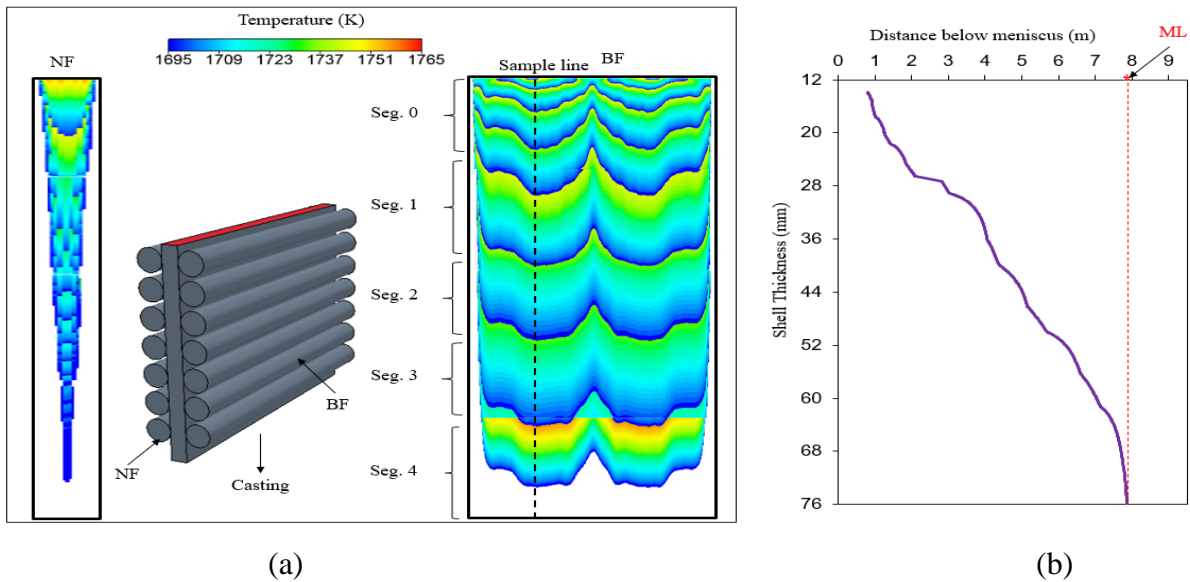 Temperature (K)
1695 1709 1723 1737 1751 1765
NF
Sample line
BF
Seg. 0
Seg. 1
Seg. 2
Seg. 3
Seg. 4
BF
NF
Casting
(a)
ML
Distance below meniscus (m)
0 1 2 3 4 5 6 7 8 9
Shell Thickness (mm)
12
20
28
36
44
52
60
68
76
(b)